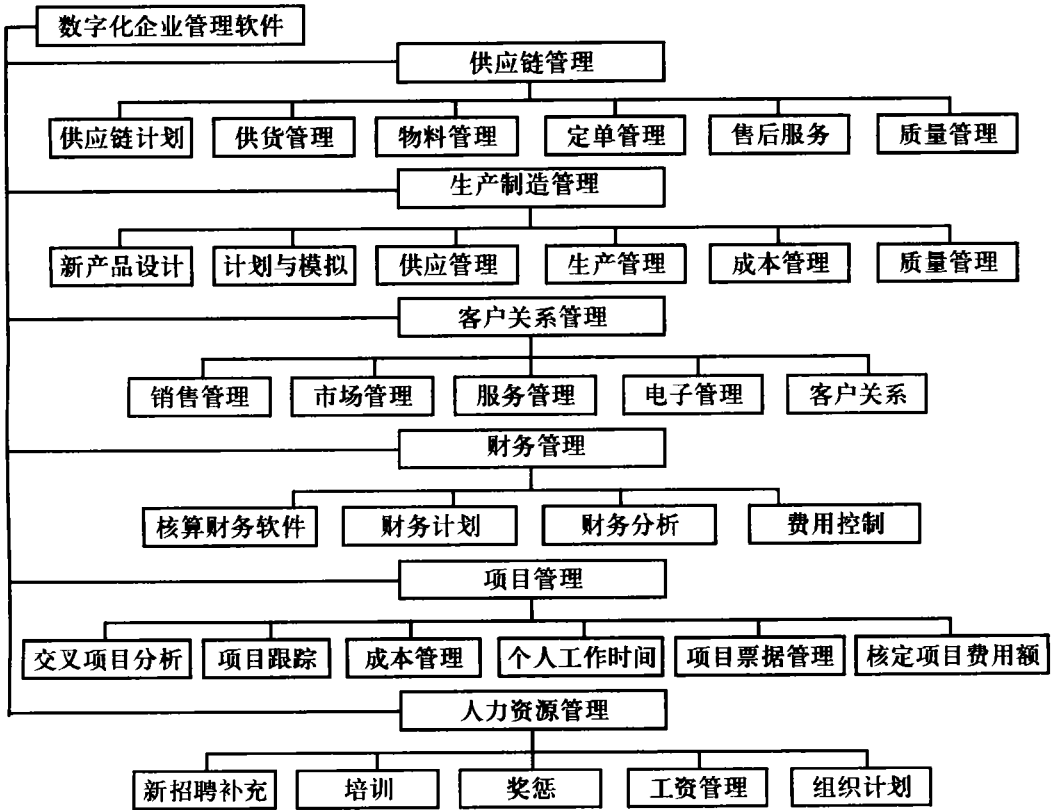 数字化企业管理软件
供应链管理
供应链计划 供货管理 物料管理 定单管理 售后服务 质量管理
生产制造管理
新产品设计 计划与模拟 供应管理 生产管理 成本管理 质量管理
客户关系管理
销售管理 市场管理 服务管理 电子管理 客户关系
财务管理
核算财务软件 财务计划 财务分析 费用控制
项目管理
交叉项目分析 项目跟踪 成本管理 个人工作时间 项目票据管理 核定项目费用额
人力资源管理
新招聘补充 培训 奖惩 工资管理 组织计划